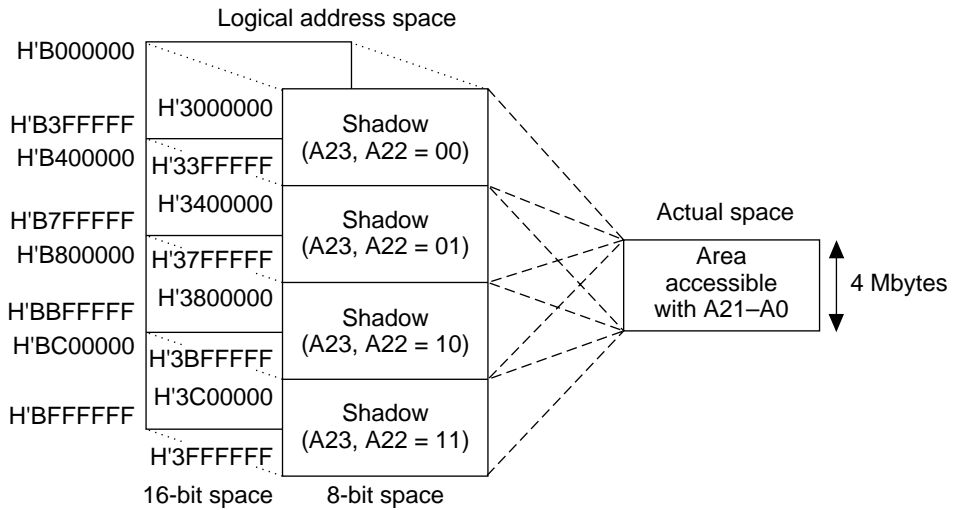 Logical address space
H'B000000
H'3000000
H'B3FFFFF
H'B400000
H'33FFFFF
H'3400000
H'B7FFFFF
H'B800000
H'37FFFFF
H'3800000
H'BBFFFFF
H'BC00000
H'3BFFFFF
H'3C00000
H'BFFFFFF
H'3FFFFFF
16-bit space
Shadow
(A23, A22 = 00)
Shadow
(A23, A22 = 01)
Shadow
(A23, A22 = 10)
Shadow
(A23, A22 = 11)
8-bit space
Actual space
Area
accessible
with A21–A0
4 Mbytes